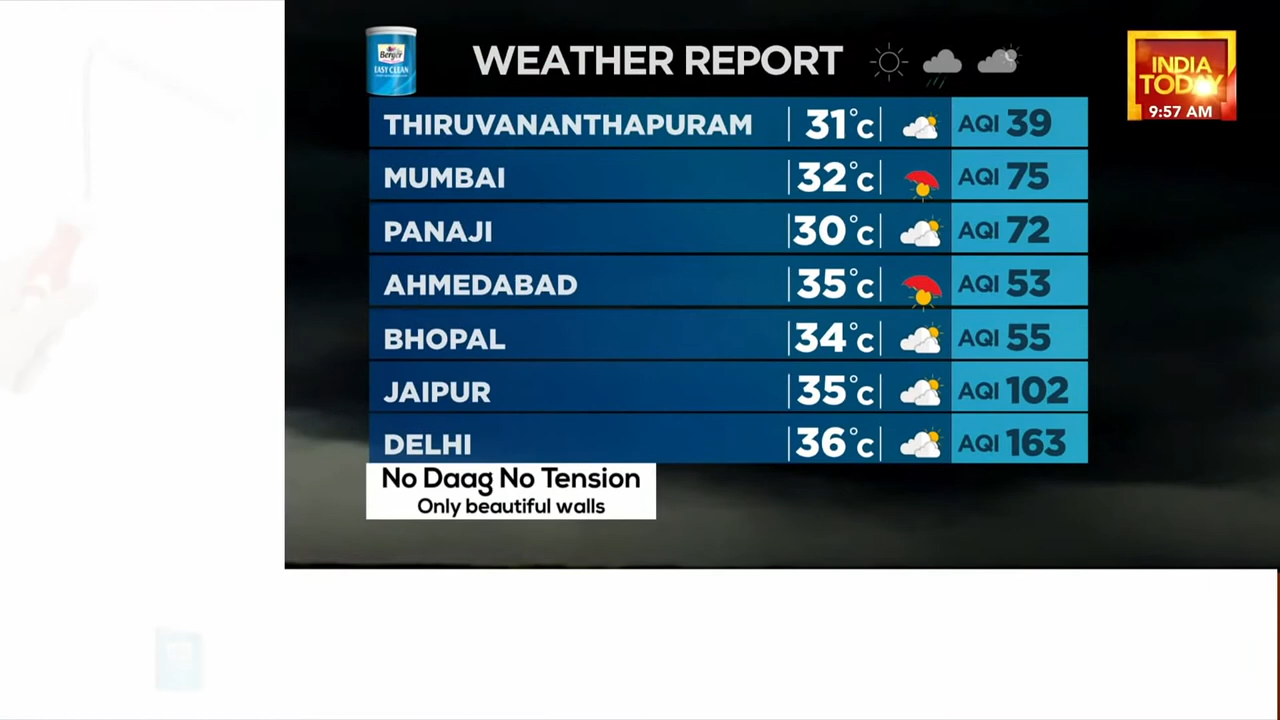 Berger
EASY CLEAN
WEATHER REPORT
INDIA
TODAY
9:57 AM
THIRUVANANTHAPURAM 31°C AQI 39
MUMBAI 32°C AQI 75
PANAJI 30°C AQI 72
AHMEDABAD 35°C AQI 53
BHOPAL 34°C AQI 55
JAIPUR 35°C AQI 102
DELHI 36°C AQI 163
No Daag No Tension
Only beautiful walls